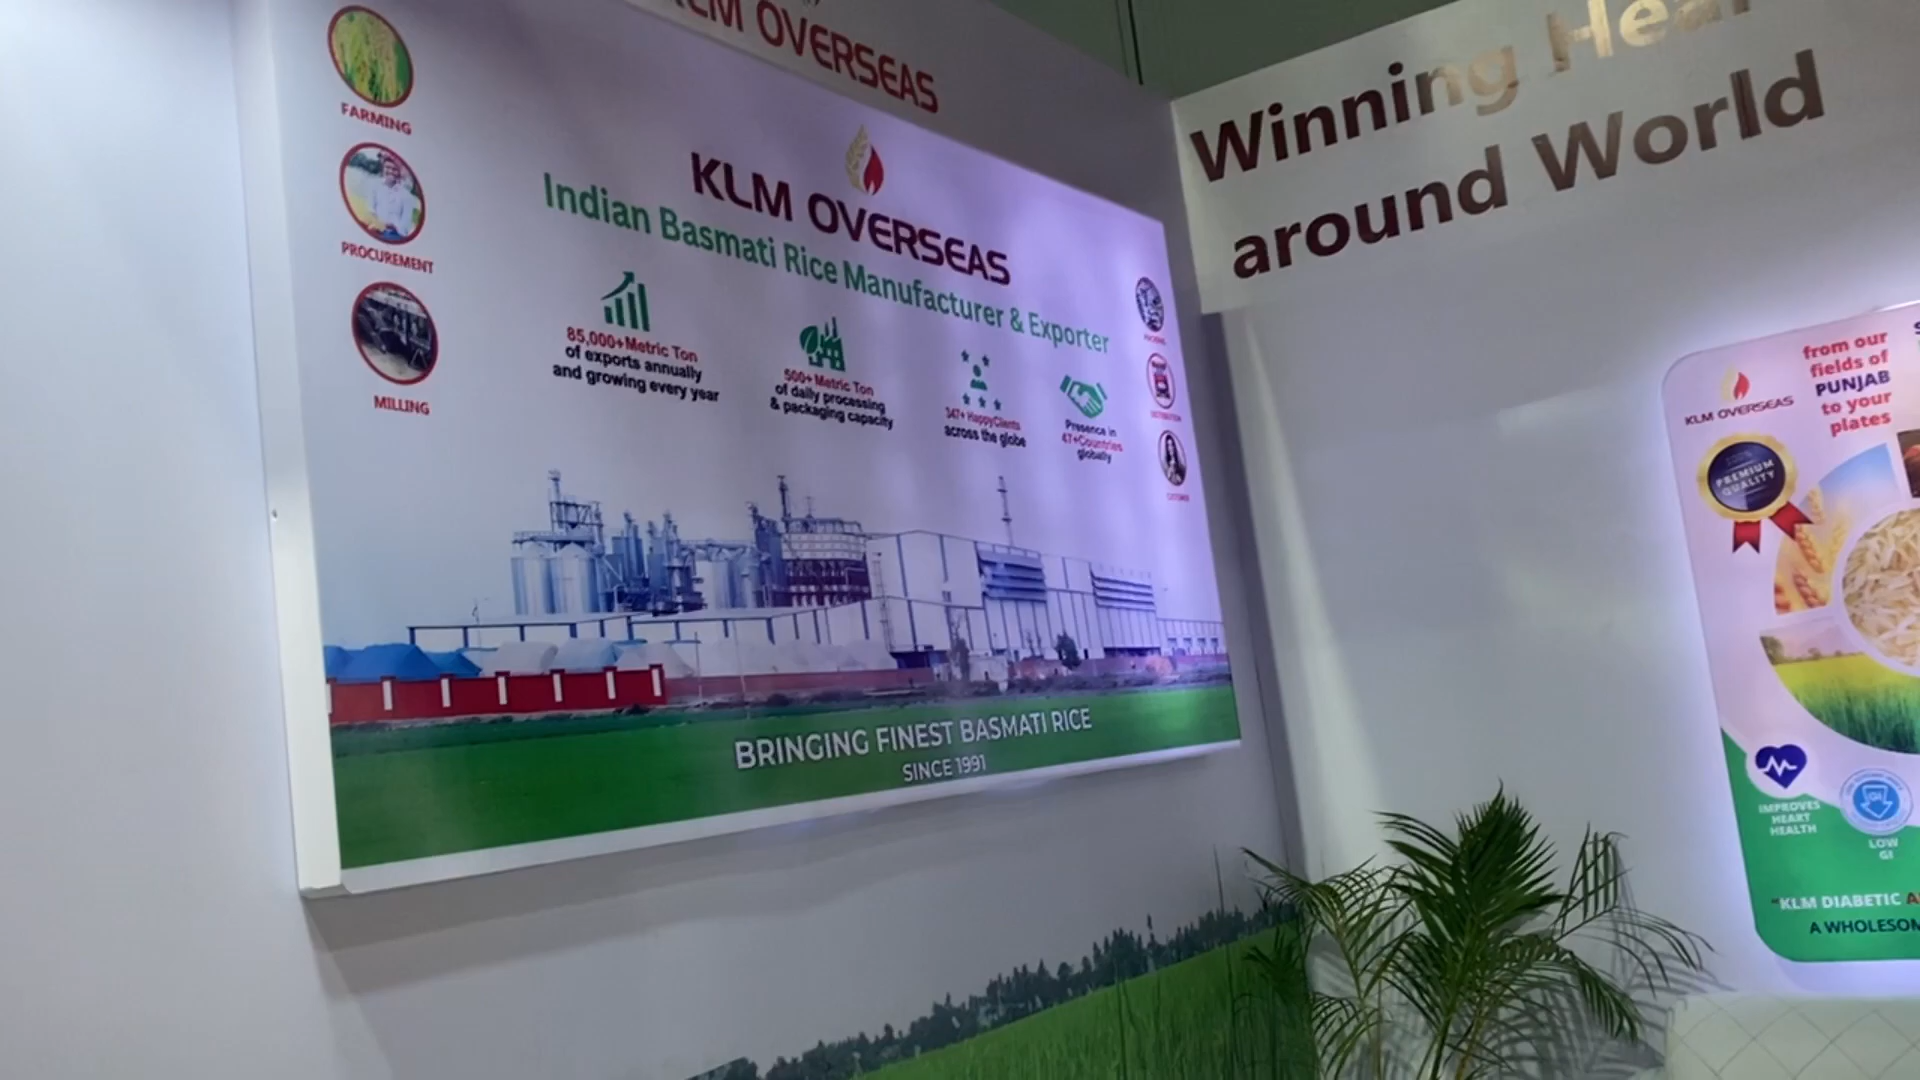 KLM OVERSEAS
FARMING
PROCUREMENT
MILLING
KLM OVERSEAS
Indian Basmati Rice Manufacturer & Exporter
85,000+Metric Ton
of exports annually
and growing every year
500+ Metric Ton
of daily processing
& packaging capacity
347+ HappyClients
across the globe
Presence in
47+Countries
globally
BRINGING FINEST BASMATI RICE
SINCE 1991
Winning Hear
around World
KLM OVERSEAS
from our
fields of
PUNJAB
to your
plates
PREMIUM
QUALITY
IMPROVES
HEART
HEALTH
GI
LOW
GI
"KLM DIABETIC
A WHOLESOM